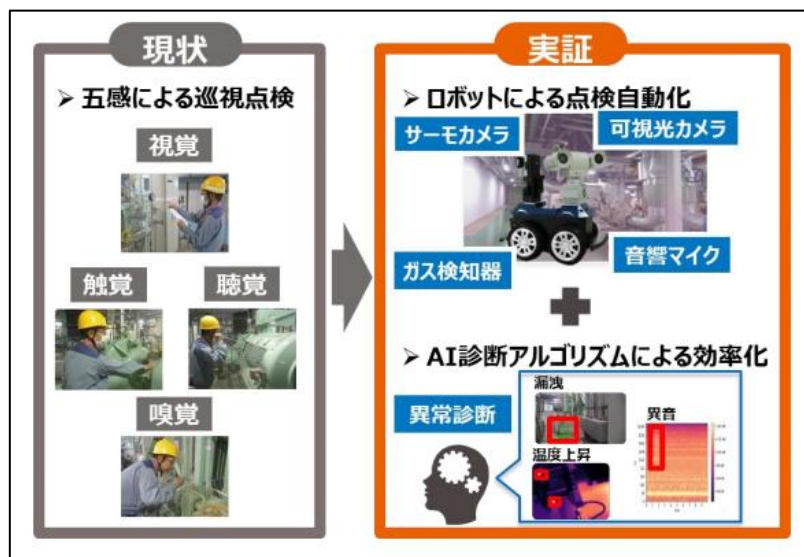 現状
➢ 五感による巡視点検
視覚
触覚
聴覚
嗅覚
実証
➢ ロボットによる点検自動化
サーモカメラ
可視光カメラ
ガス検知器
音響マイク
➢ AI診断アルゴリズムによる効率化
異常診断
漏洩
温度上昇
異音